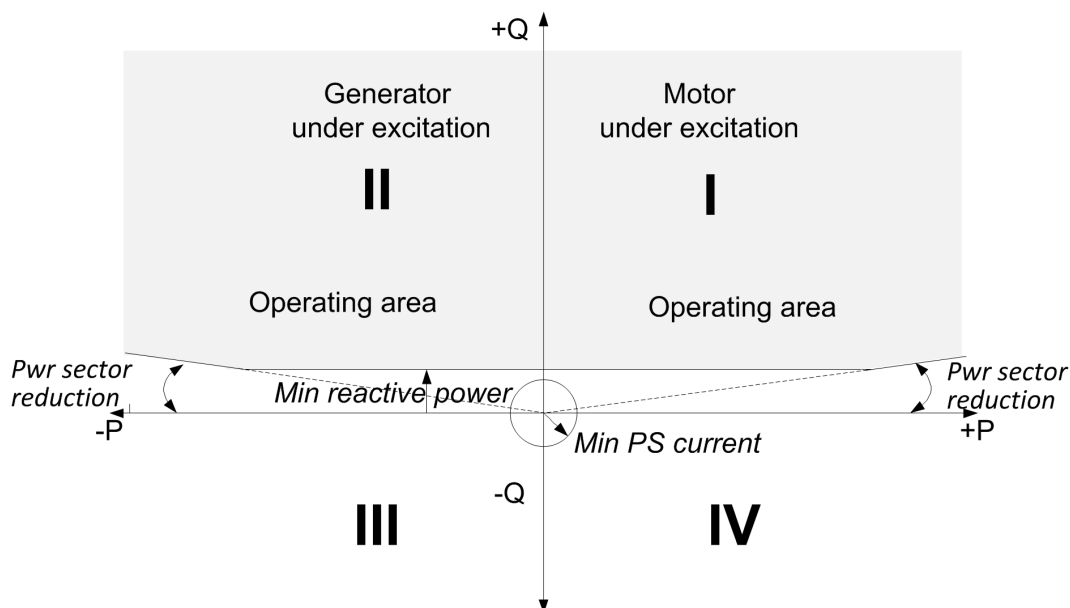 +Q
Generator
under excitation
II
Motor
under excitation
I
Operating area
Operating area
Pwr sector
reduction
Min reactive power
Pwr sector
reduction
-P
+P
Min PS current
-Q
III
IV